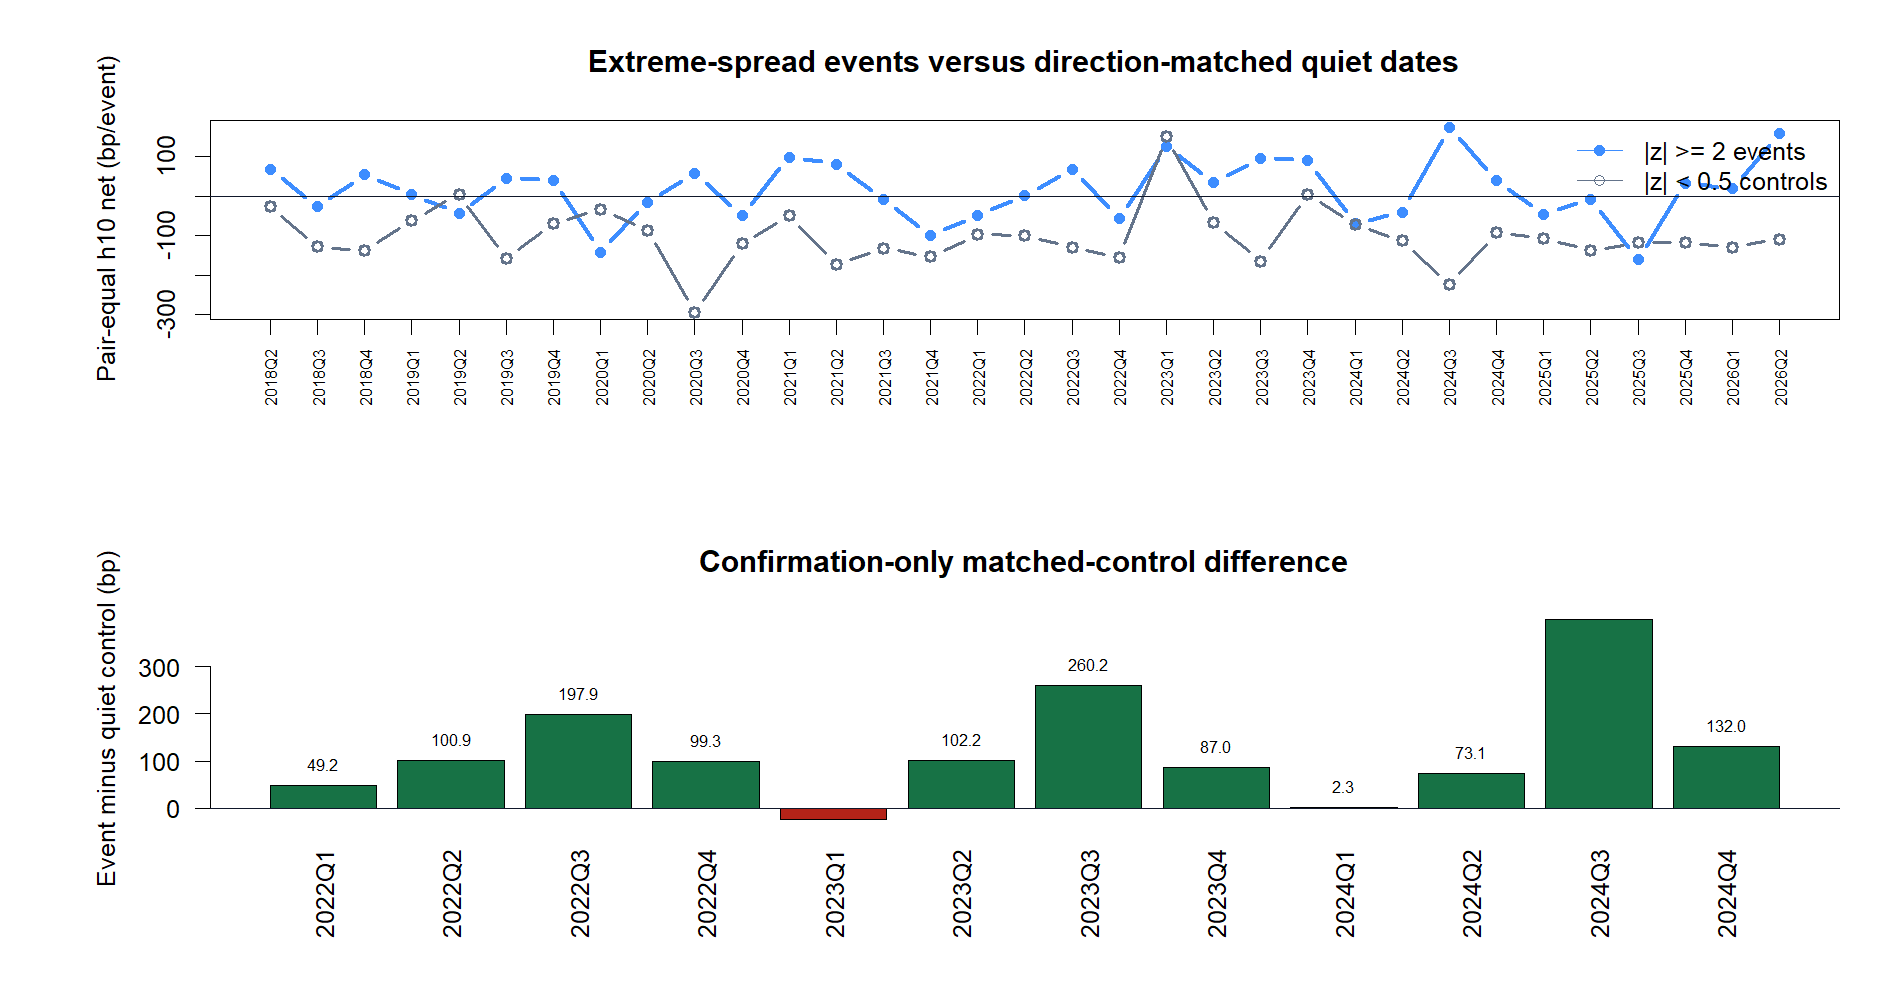 Extreme-spread events versus direction-matched quiet dates
Pair-equal h10 net (bp/event)
100
-100
-300
|z| >= 2 events
|z| < 0.5 controls
2018Q2
2018Q3
2018Q4
2019Q1
2019Q2
2019Q3
2019Q4
2020Q1
2020Q2
2020Q3
2020Q4
2021Q1
2021Q2
2021Q3
2021Q4
2022Q1
2022Q2
2022Q3
2022Q4
2023Q1
2023Q2
2023Q3
2023Q4
2024Q1
2024Q2
2024Q3
2024Q4
2025Q1
2025Q2
2025Q3
2025Q4
2026Q1
2026Q2
Confirmation-only matched-control difference
Event minus quiet control (bp)
300
200
100
0
49.2
100.9
197.9
99.3
102.2
260.2
87.0
2.3
73.1
132.0
2022Q1
2022Q2
2022Q3
2022Q4
2023Q1
2023Q2
2023Q3
2023Q4
2024Q1
2024Q2
2024Q3
2024Q4